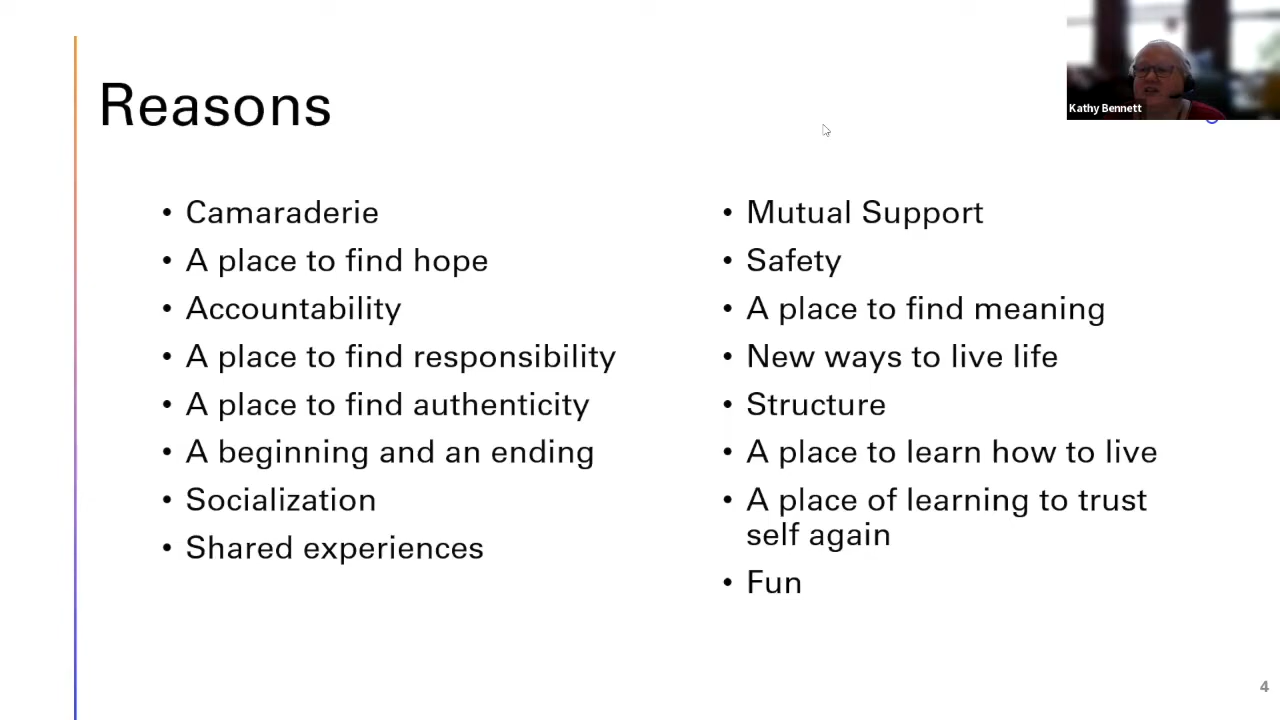 Reasons
Kathy Bennett
• Camaraderie
• A place to find hope
• Accountability
• A place to find responsibility
• A place to find authenticity
• A beginning and an ending
• Socialization
• Shared experiences
• Mutual Support
• Safety
• A place to find meaning
• New ways to live life
• Structure
• A place to learn how to live
• A place of learning to trust
self again
• Fun
4